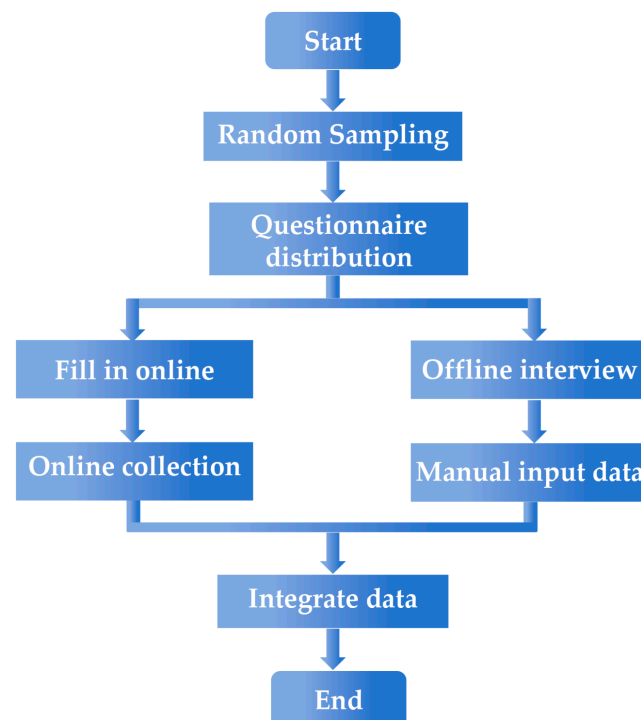 Start
Random Sampling
Questionnaire
distribution
Fill in online
Offline interview
Online collection
Manual input data
Integrate data
End